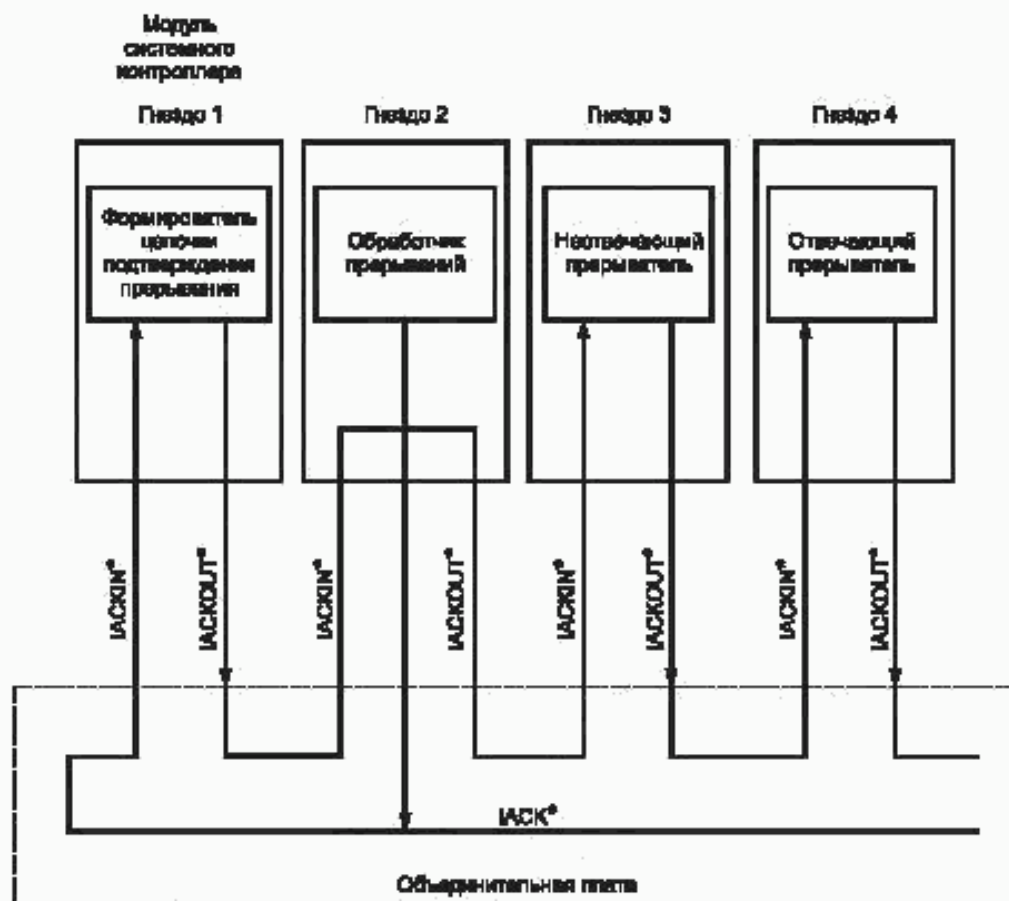 Модуль
системного
контроллера
Гнездо 1
Гнездо 2
Гнездо 3
Гнездо 4
Формирователь
цепочки
подтверждения
прерывания
Обработчик
прерываний
Неотвечающий
прерыватель
Отвечающий
прерыватель
IACKIN*
IACKOUT*
IACKIN*
IACKOUT*
IACKIN*
IACKOUT*
IACKIN*
IACKOUT*
IACK*
Объединительная плата